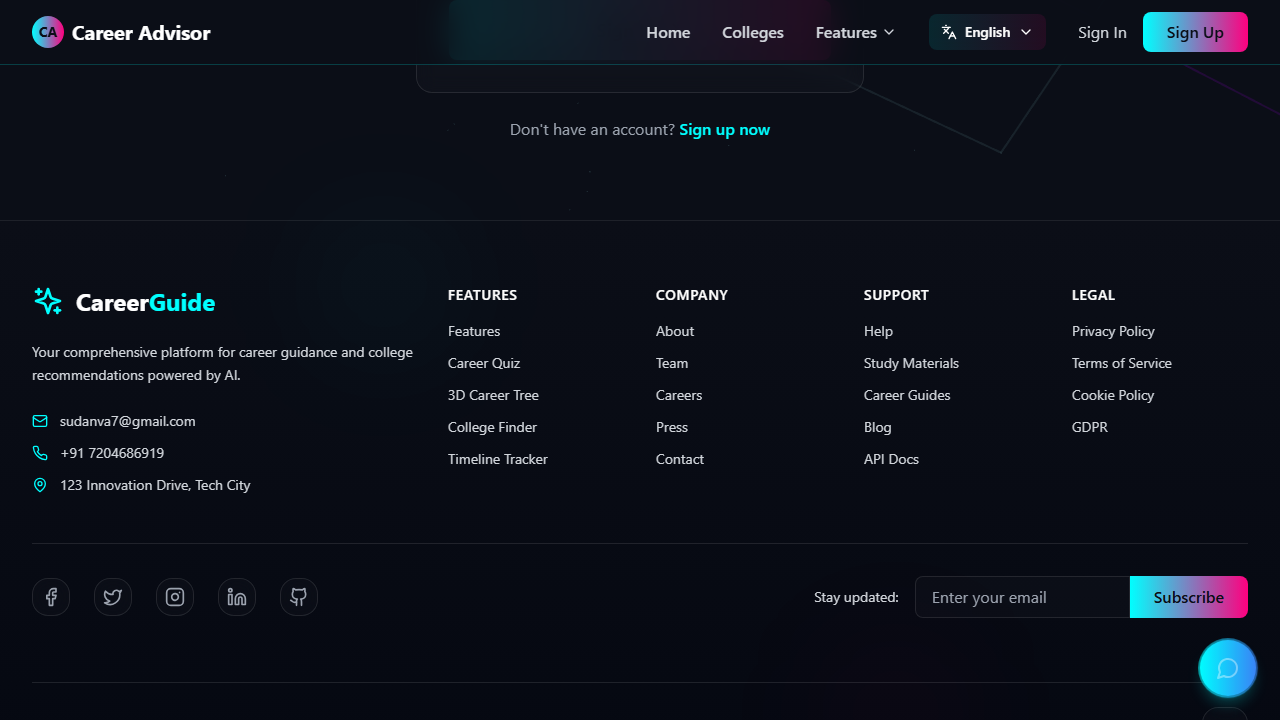 CA Career Advisor
Home
Colleges
Features
English
Sign In
Sign Up
Don't have an account? Sign up now
CareerGuide
Your comprehensive platform for career guidance and college
recommendations powered by AI.
sudanva7@gmail.com
+91 7204686919
123 Innovation Drive, Tech City
FEATURES
Features
Career Quiz
3D Career Tree
College Finder
Timeline Tracker
COMPANY
About
Team
Careers
Press
Contact
SUPPORT
Help
Study Materials
Career Guides
Blog
API Docs
LEGAL
Privacy Policy
Terms of Service
Cookie Policy
GDPR
Stay updated:
Enter your email
Subscribe